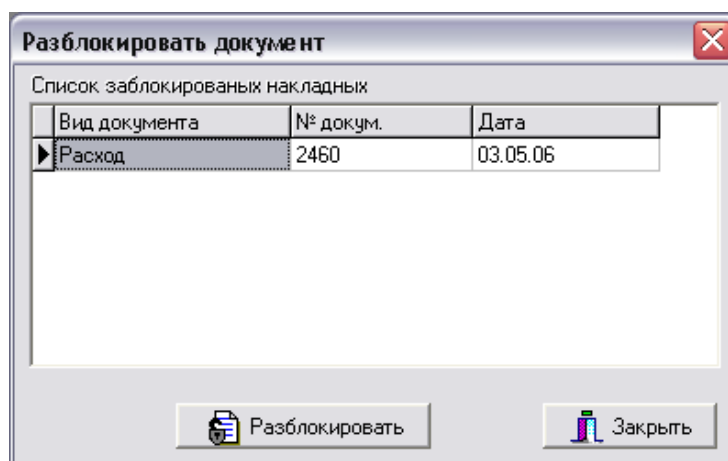 Разблокировать документ
Список заблокированых накладных
Вид документа № докум. Дата
Расход 2460 03.05.06
Разблокировать Закрыть